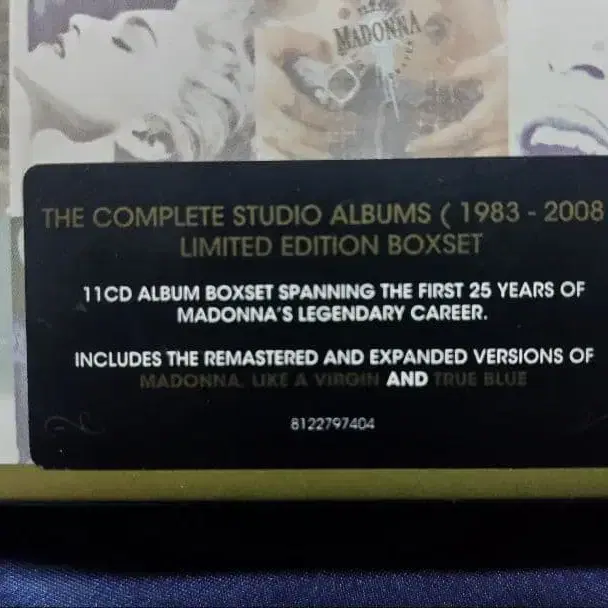 MADONNA
THE COMPLETE STUDIO ALBUMS ( 1983 - 2008
LIMITED EDITION BOXSET
11CD ALBUM BOXSET SPANNING THE FIRST 25 YEARS OF
MADONNA'S LEGENDARY CAREER.
INCLUDES THE REMASTERED AND EXPANDED VERSIONS OF
MADONNA, LIKE A VIRGIN AND TRUE BLUE
8122797404